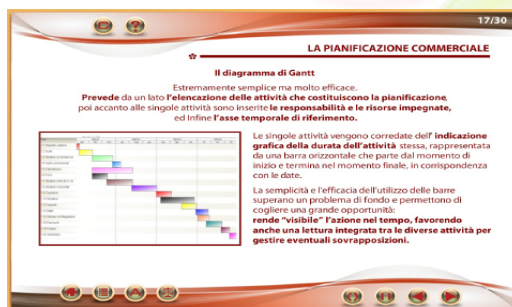 17/30
LA PIANIFICAZIONE COMMERCIALE
Il diagramma di Gantt
Estremamente semplice ma molto efficace.
Prevede da un lato l'elencazione delle attività che costituiscono la pianificazione,
poi accanto alle singole attività sono inserite le responsabilità e le risorse impegnate,
ed Infine l'asse temporale di riferimento.
Le singole attività vengono corredate dell' indicazione
grafica della durata dell'attività stessa, rappresentata
da una barra orizzontale che parte dal momento di
inizio e termina nel momento finale, in corrispondenza
con le date.
La semplicità e l'efficacia dell'utilizzo delle barre
superano un problema di fondo e permettono di
cogliere una grande opportunità:
rende "visibile" l'azione nel tempo, favorendo
anche una lettura integrata tra le diverse attività per
gestire eventuali sovrapposizioni.